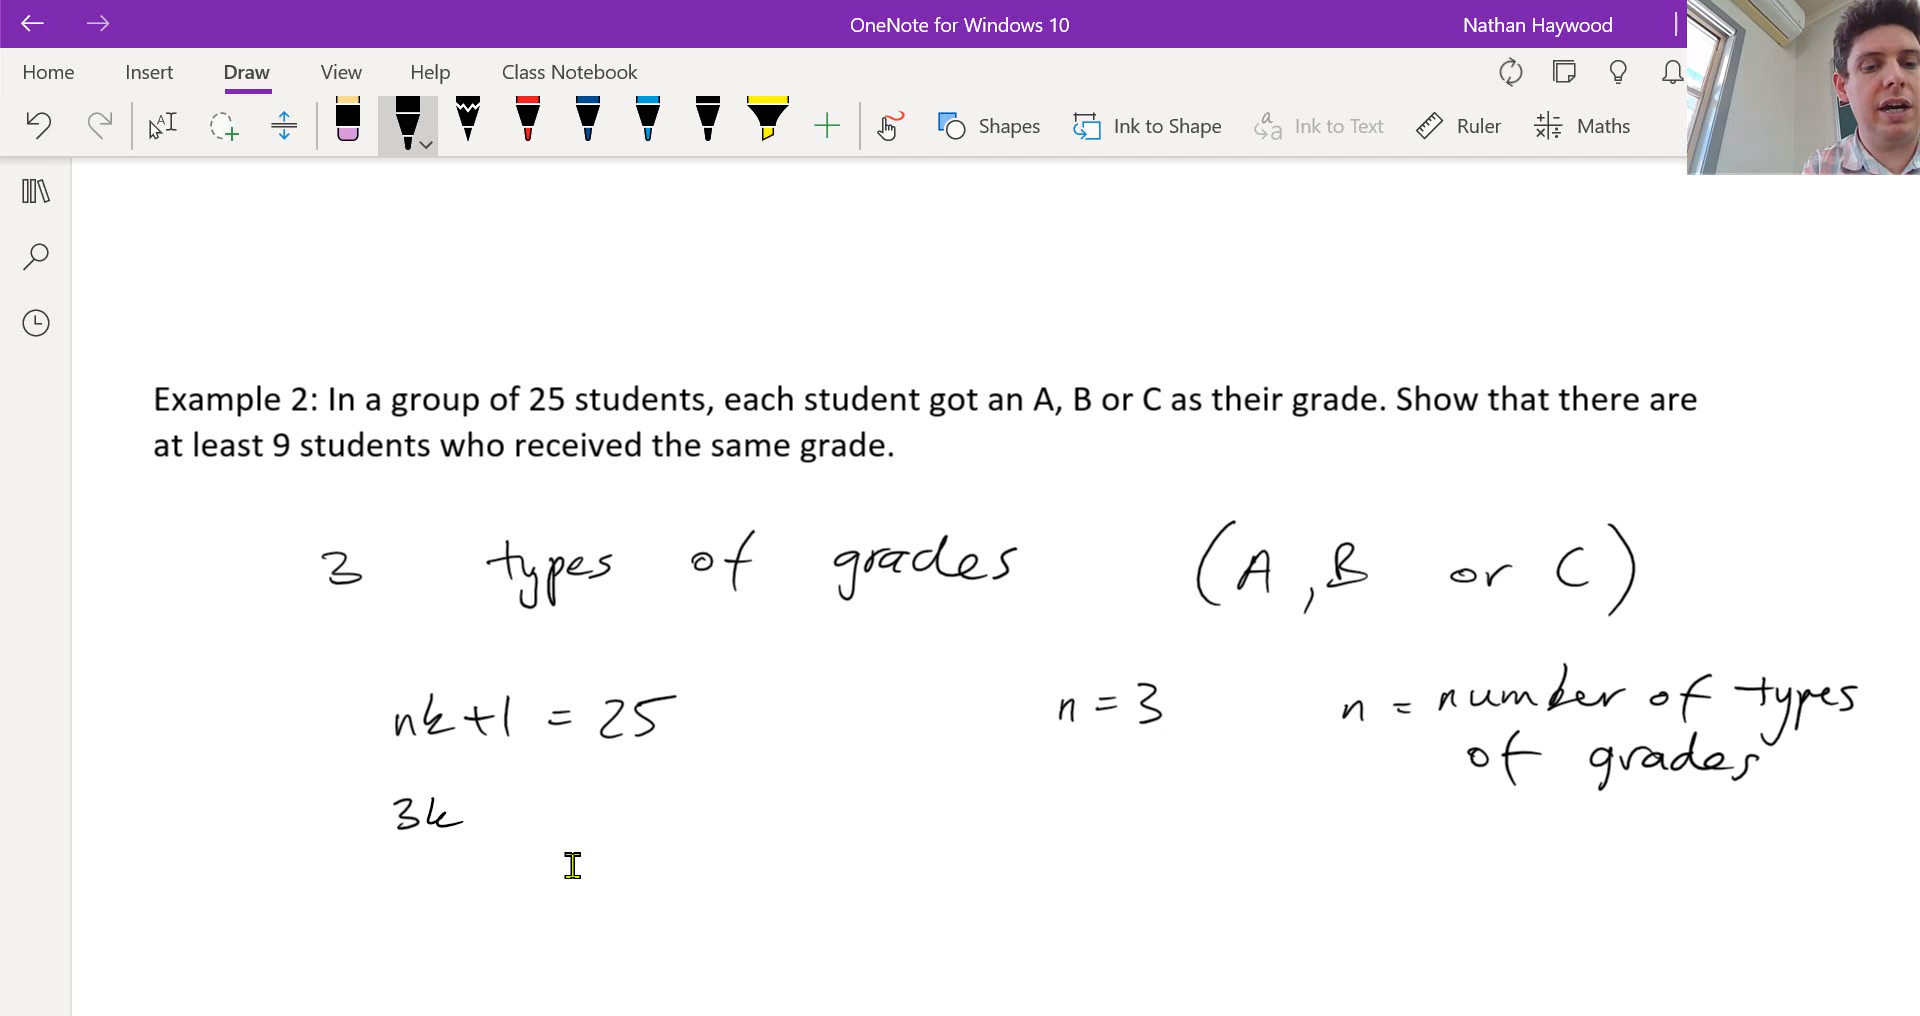 OneNote for Windows 10
Nathan Haywood
Home Insert Draw View Help Class Notebook
Shapes Ink to Shape Ink to Text Ruler Maths
Example 2: In a group of 25 students, each student got an A, B or C as their grade. Show that there are
at least 9 students who received the same grade.
3 types of grades (A, B or C)
nk+1 = 25 n = 3 n = number of types
of grades
3k